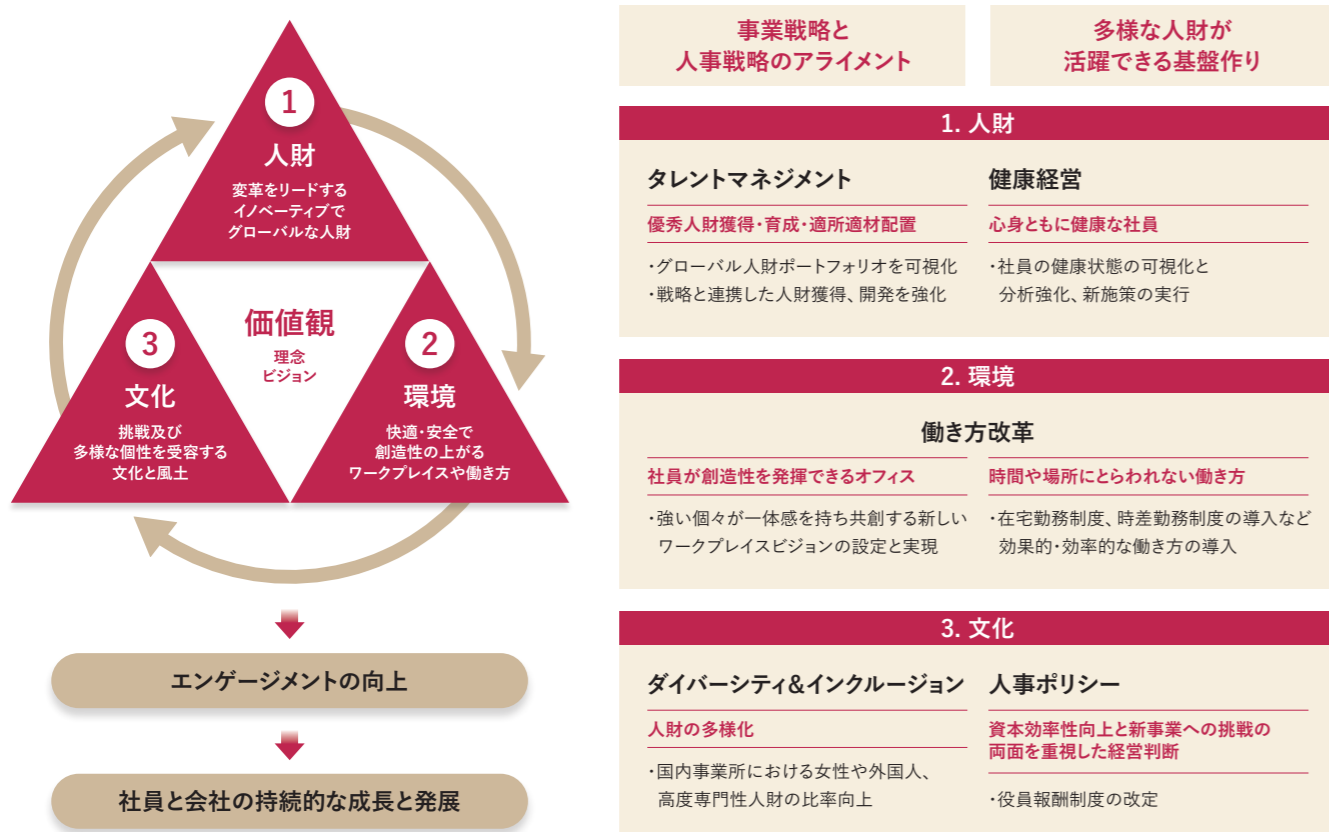 1
人財
変革をリードする
イノベーティブで
グローバルな人財
価値観
理念
ビジョン
3
文化
挑戦及び
多様な個性を受容する
文化と風土
2
環境
快適・安全で
創造性の上がる
ワークプレイスや働き方
エンゲージメントの向上
社員と会社の持続的な成長と発展
事業戦略と
人事戦略のアライメント
多様な人財が
活躍できる基盤作り
1. 人財
タレントマネジメント
優秀人財獲得・育成・適所適材配置
・グローバル人財ポートフォリオを可視化
・戦略と連携した人財獲得、開発を強化
健康経営
心身ともに健康な社員
・社員の健康状態の可視化と
分析強化、新施策の実行
2. 環境
働き方改革
社員が創造性を発揮できるオフィス
・強い個々が一体感を持ち共創する新しい
ワークプレイスビジョンの設定と実現
時間や場所にとらわれない働き方
・在宅勤務制度、時差勤務制度の導入など
効果的・効率的な働き方の導入
3. 文化
ダイバーシティ&インクルージョン
人財の多様化
・国内事業所における女性や外国人、
高度専門性人財の比率向上
人事ポリシー
資本効率性向上と新事業への挑戦の
両面を重視した経営判断
・役員報酬制度の改定